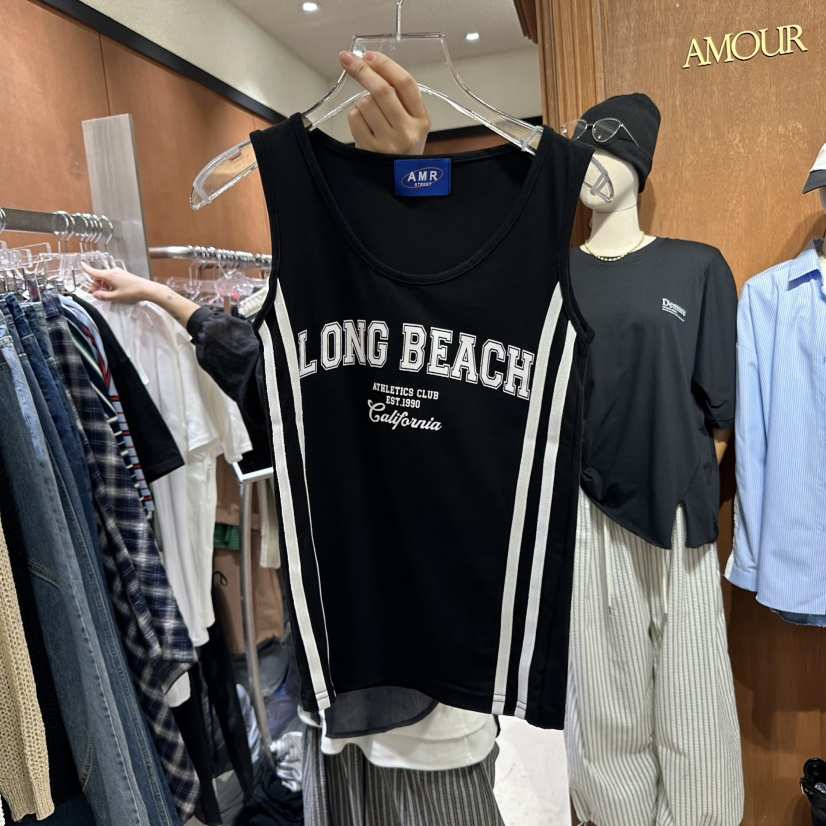 AMOUR
AMR
STREET
LONG BEACH
ATHLETICS CLUB
EST.1990
California